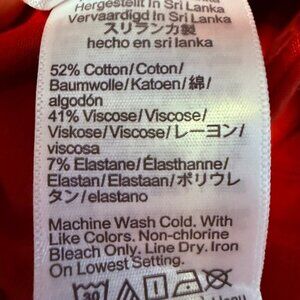 Hergestellt in Sri Lanka
Vervaardigd In Sri Lanka
スリランカ製
hecho en sri lanka
52% Cotton/Coton/
Baumwolle/Katoen/綿/
algodón
41% Viscose/Viscose/
Viskose/Viscose/レーヨン/
viscosa
7% Elastane/Élasthanne/
Elastan/Elastaan/ポリウレ
タン/elastano
Machine Wash Cold. With
Like Colors. Non-chlorine
Bleach Only. Line Dry. Iron
On Lowest Setting.
30